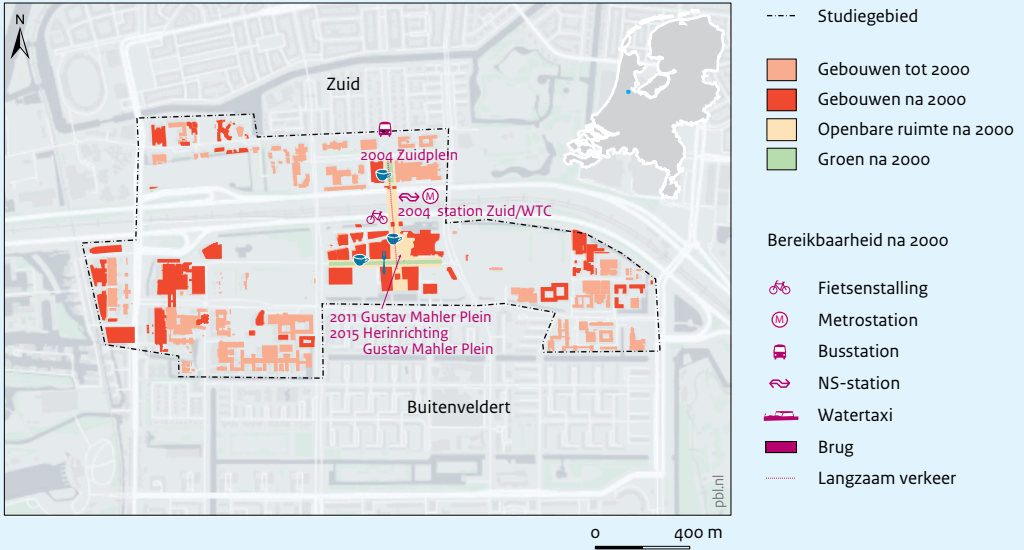 N
Zuid
2004 Zuidplein
M
2004 station Zuid/WTC
2011 Gustav Mahler Plein
2015 Herinrichting
Gustav Mahler Plein
Buitenveldert
pbl.nl
0 400 m
Studiegebied
Gebouwen tot 2000
Gebouwen na 2000
Openbare ruimte na 2000
Groen na 2000
Bereikbaarheid na 2000
Fietsenstalling
M Metrostation
Busstation
NS-station
Watertaxi
Brug
Langzaam verkeer